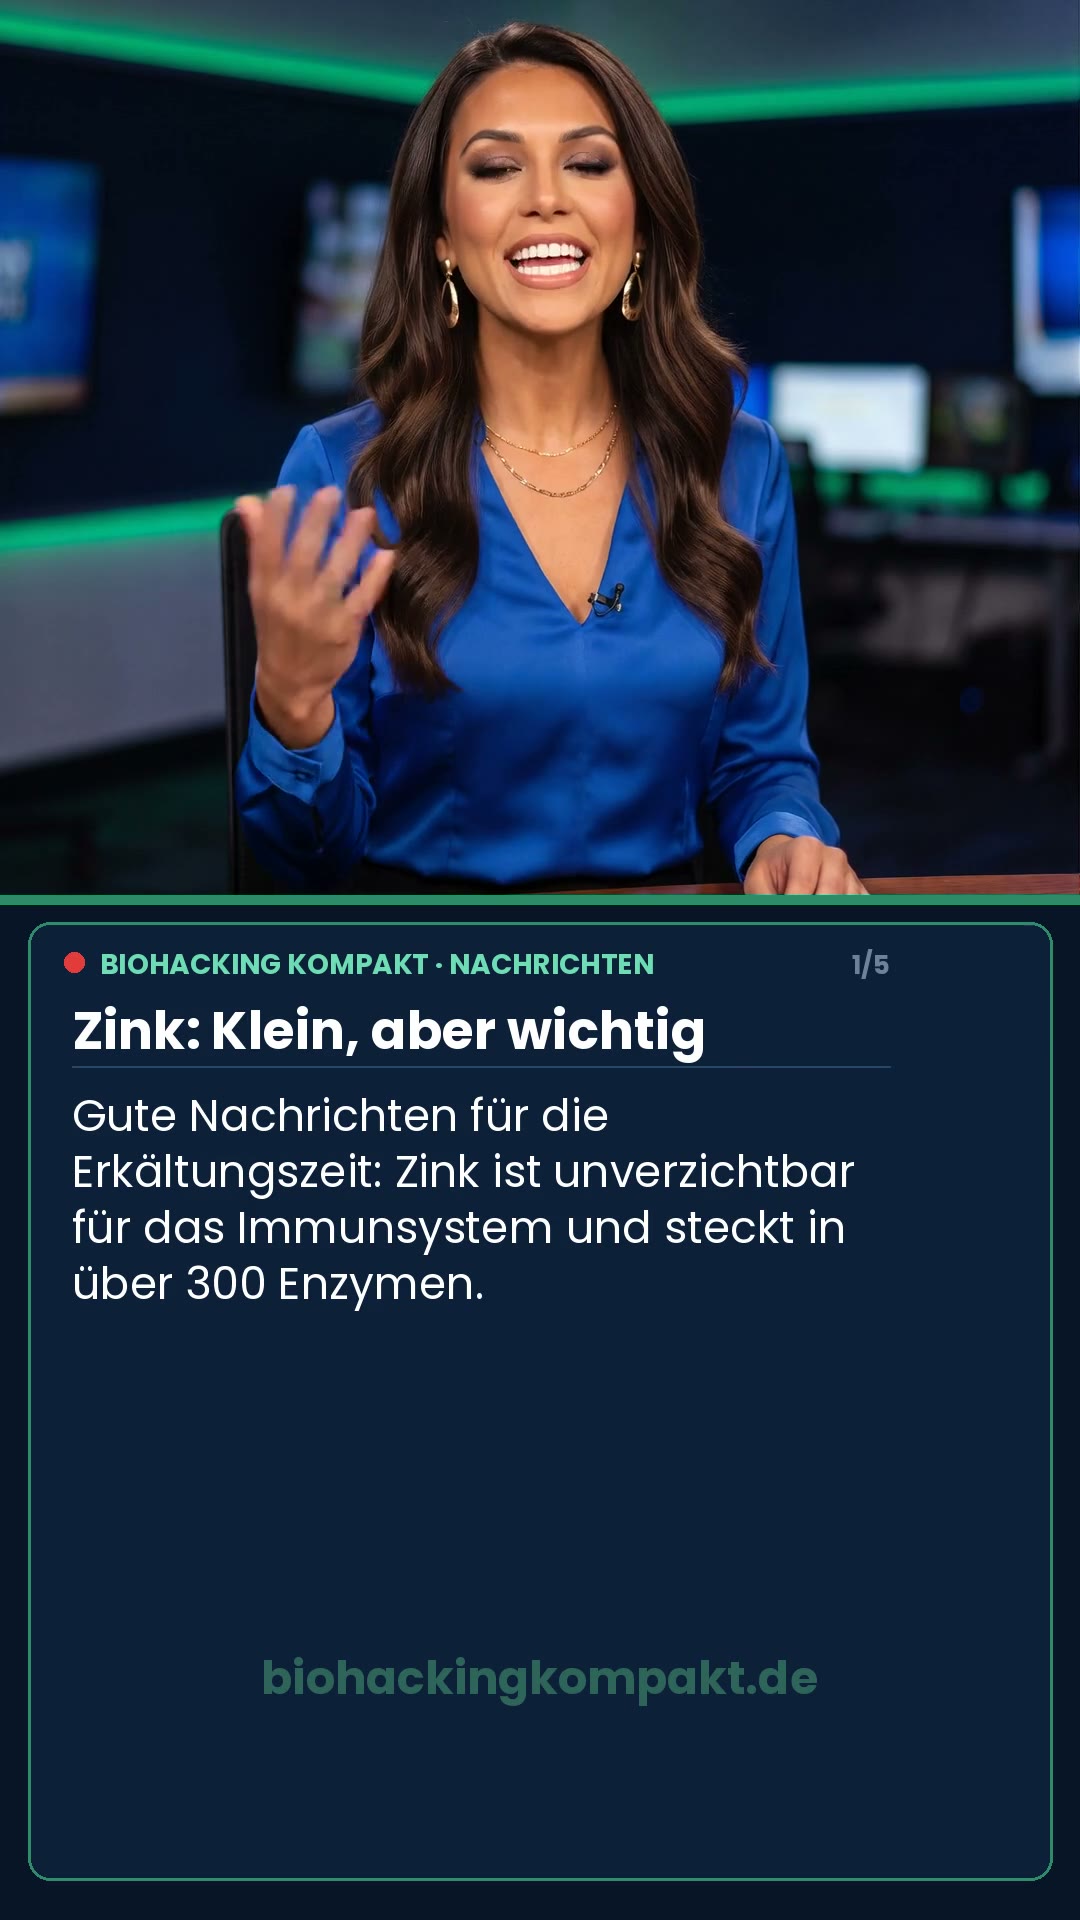 BIOHACKING KOMPAKT · NACHRICHTEN
1/5
Zink: Klein, aber wichtig
Gute Nachrichten für die
Erkältungszeit: Zink ist unverzichtbar
für das Immunsystem und steckt in
über 300 Enzymen.
biohackingkompakt.de